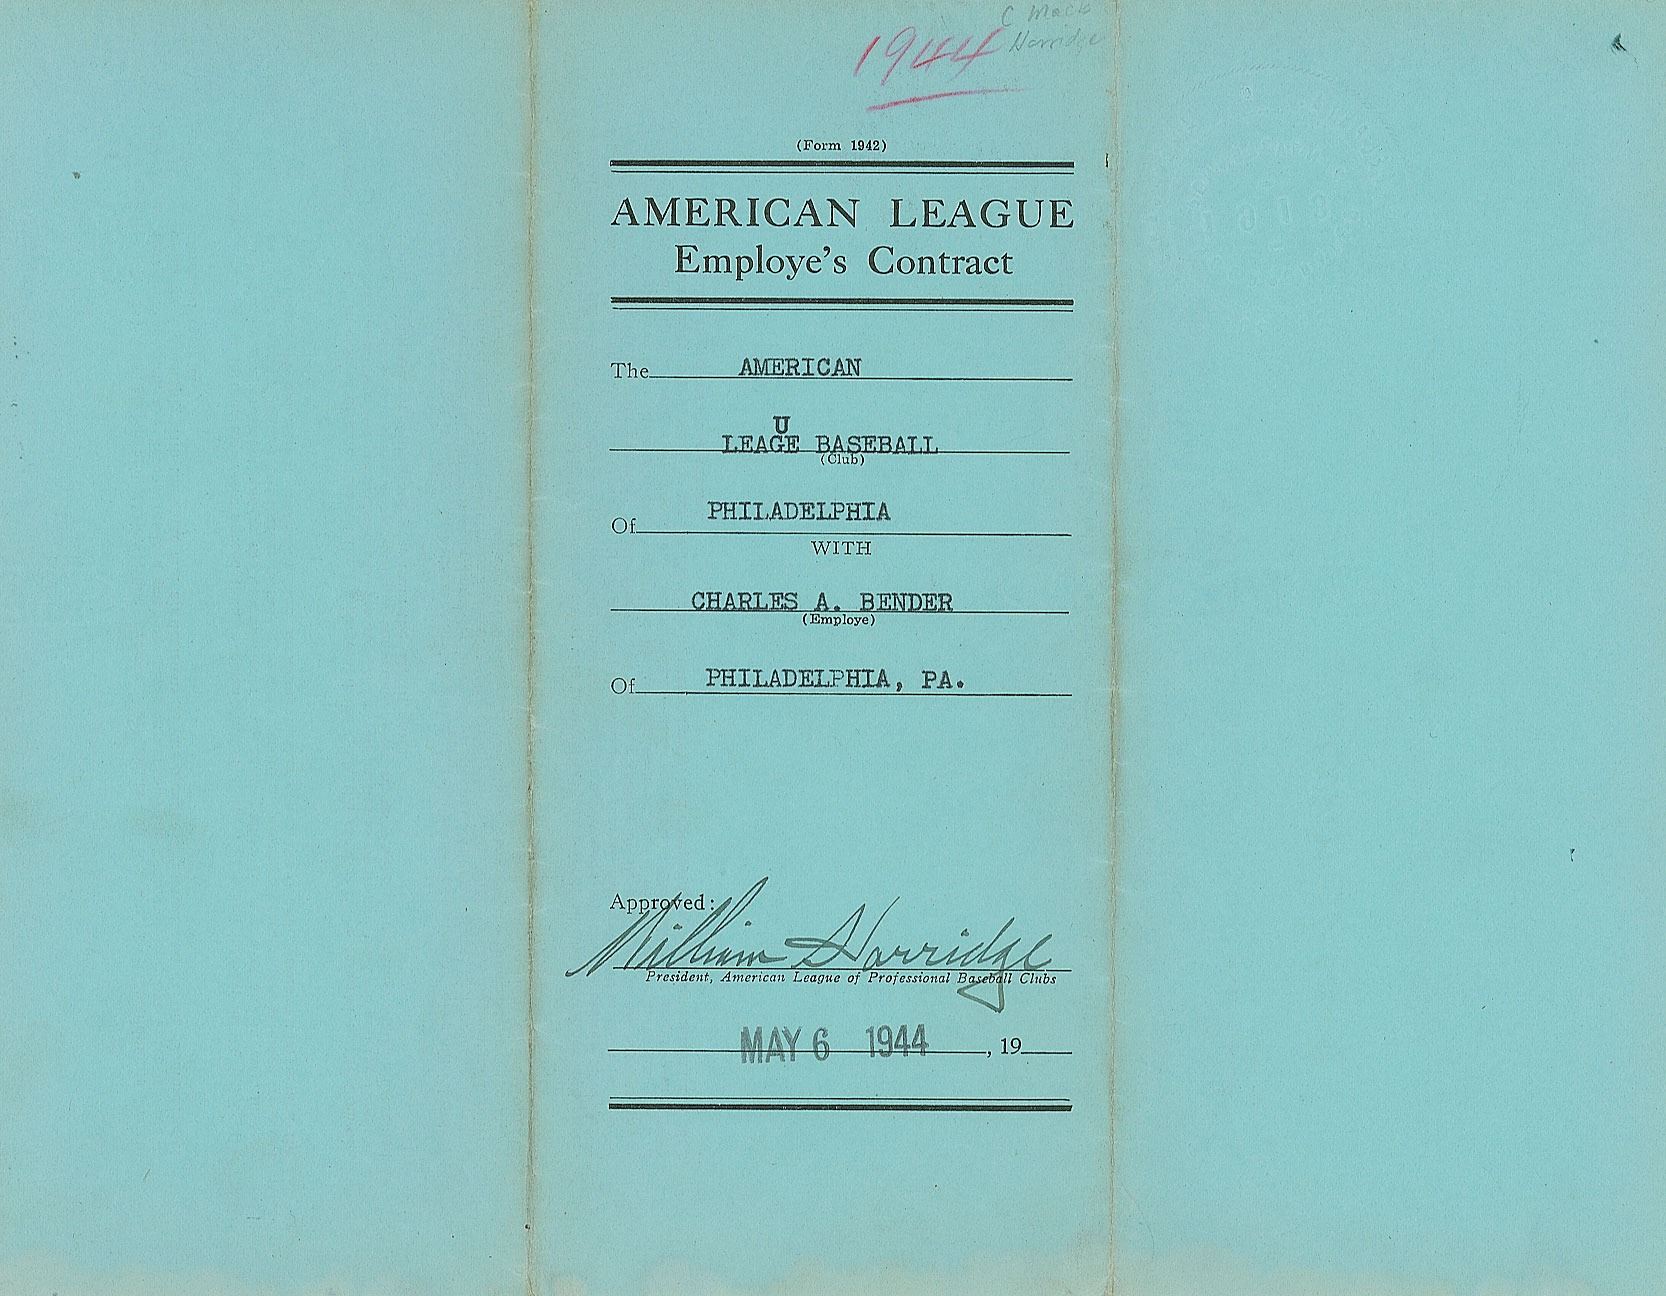 C Mack
1944 Harridge
(Form 1942)
AMERICAN LEAGUE
Employe's Contract
The AMERICAN
U
LEAGE BASEBALL
(Club)
Of PHILADELPHIA
WITH
CHARLES A. BENDER
(Employe)
Of PHILADELPHIA, PA.
Approved:
William Harridge
President, American League of Professional Baseball Clubs
MAY 6 1944 , 19